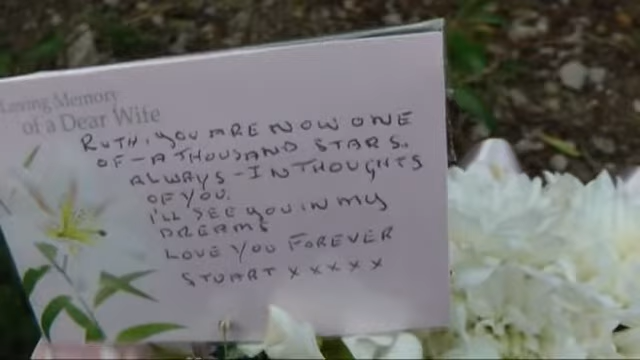 Loving Memory
of a Dear Wife
RUTH, YOU ARE NOW ONE
OF-A THOUSAND STARS.
ALWAYS-IN THOUGHTS
OF YOU.
I'LL SEE YOU IN MY
DREAMS
LOVE YOU FOREVER
STUART XXXXX